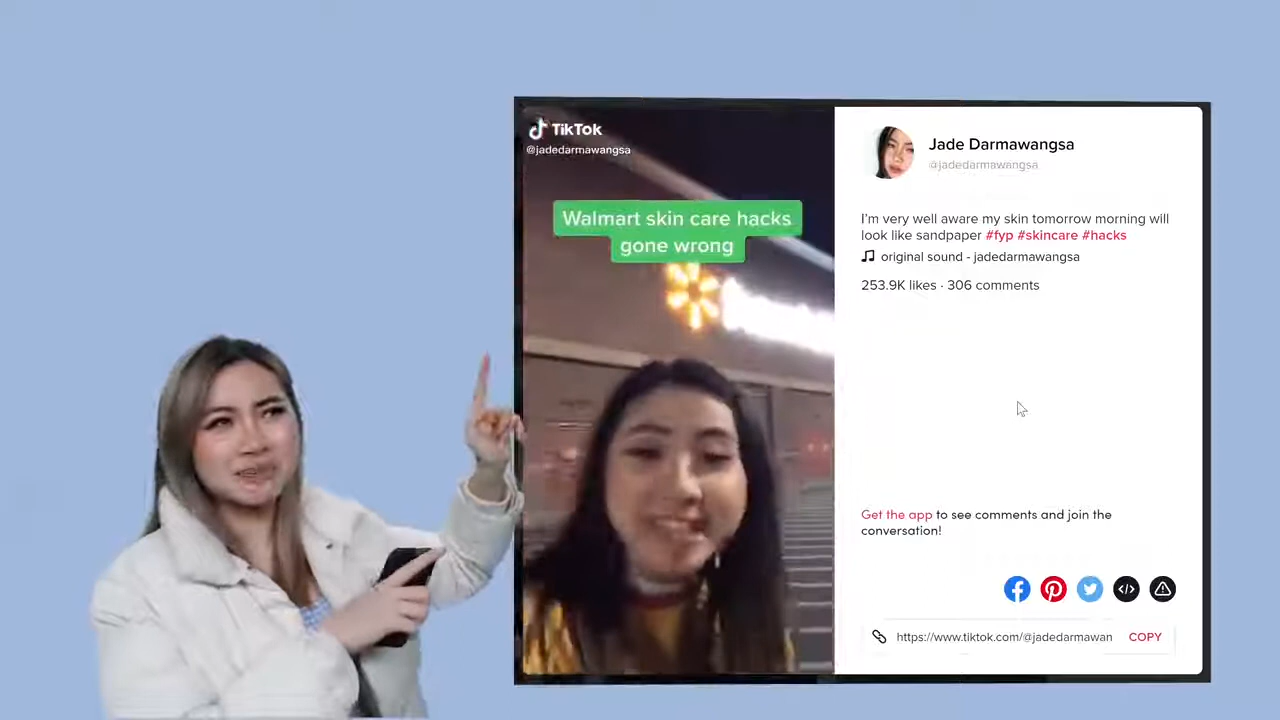 TikTok
@jadedarmawangsa
Walmart skin care hacks
gone wrong
Jade Darmawangsa
@jadedarmawangsa
I'm very well aware my skin tomorrow morning will
look like sandpaper #fyp #skincare #hacks
original sound - jadedarmawangsa
253.9K likes · 306 comments
Get the app to see comments and join the
conversation!
https://www.tiktok.com/@jadedarmawan
COPY